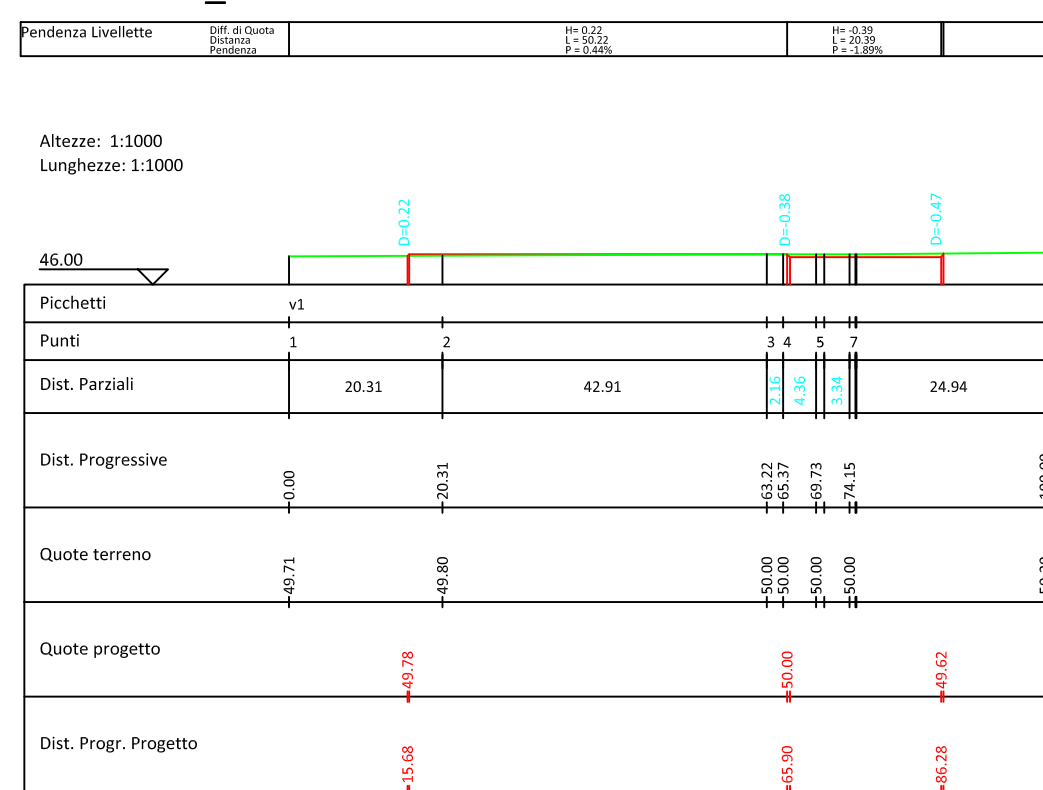 Pendenza Livellette
Diff. di Quota
Distanza
Pendenza
H= 0.22
L = 50.22
P = 0.44%
H= -0.39
L = 20.39
P = -1.89%
Altezze: 1:1000
Lunghezze: 1:1000
D=0.22
D=-0.38
D=-0.47
46.00
Picchetti
v1
Punti
1 2 3 4 5 7
Dist. Parziali
20.31 42.91 2.16 4.36 3.34 24.94
Dist. Progressive
0.00 20.31 63.22 65.37 69.73 74.15
Quote terreno
49.71 49.80 50.00 50.00 50.00 50.00
Quote progetto
49.78 50.00 49.62
Dist. Progr. Progetto
15.68 65.90 86.28